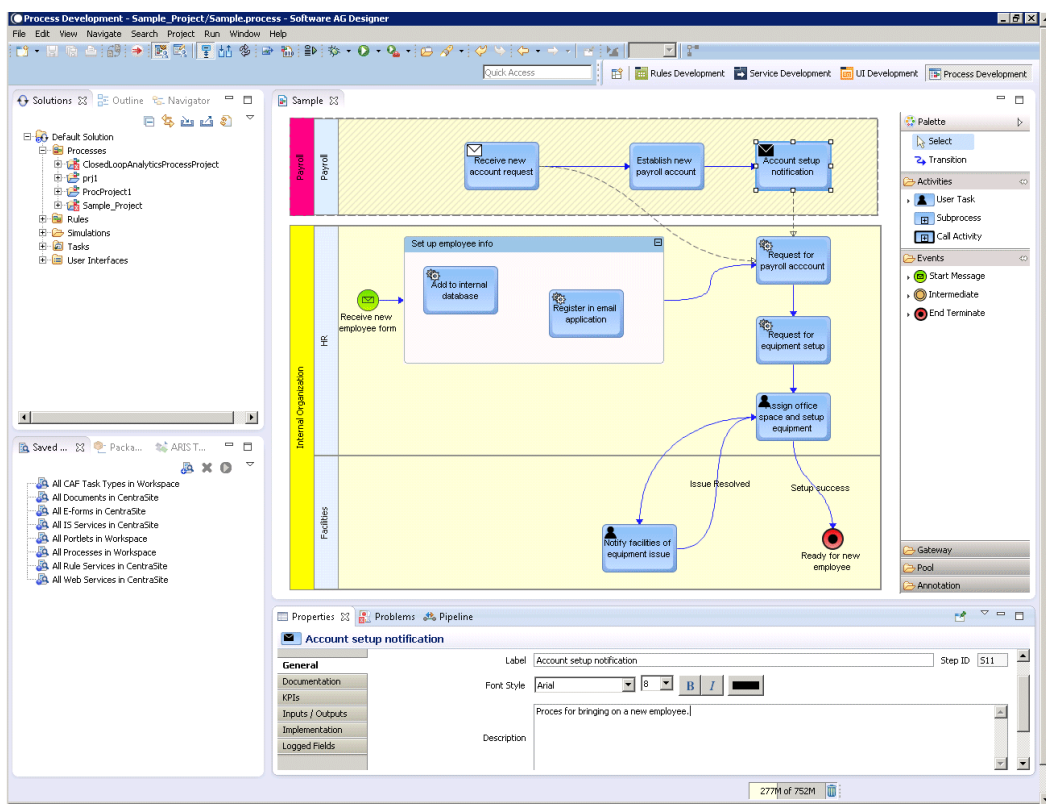 Process Development - Sample_Project/Sample.process - Software AG Designer
File Edit View Navigate Search Project Run Window Help
Quick Access
Rules Development Service Development UI Development Process Development
Solutions Outline Navigator
Default Solution
Processes
ClosedLoopAnalyticsProcessProject
prj1
ProcProject1
Sample_Project
Rules
Simulations
Tasks
User Interfaces
Saved ... Packa... ARIS T...
All CAF Task Types in Workspace
All Documents in CentraSite
All E-forms in CentraSite
All IS Services in CentraSite
All Portlets in Workspace
All Processes in Workspace
All Rule Services in CentraSite
All Web Services in CentraSite
Sample
Payroll
Payroll
Receive new
account request
Establish new
payroll account
Account setup
notification
Internal Organization
HR
Set up employee info
Add to internal
database
Register in email
application
Receive new
employee form
Request for
payroll acccount
Request for
equipment setup
Assign office
space and setup
equipment
Facilities
Issue Resolved
Setup success
Notify facilities of
equipment issue
Ready for new
employee
Palette
Select
Transition
Activities
User Task
Subprocess
Call Activity
Events
Start Message
Intermediate
End Terminate
Gateway
Pool
Annotation
Properties Problems Pipeline
Account setup notification
General
Documentation
KPIs
Inputs / Outputs
Implementation
Logged Fields
Label Account setup notification Step ID S11
Font Style Arial 8 B I
Description Proces for bringing on a new employee.
277M of 752M